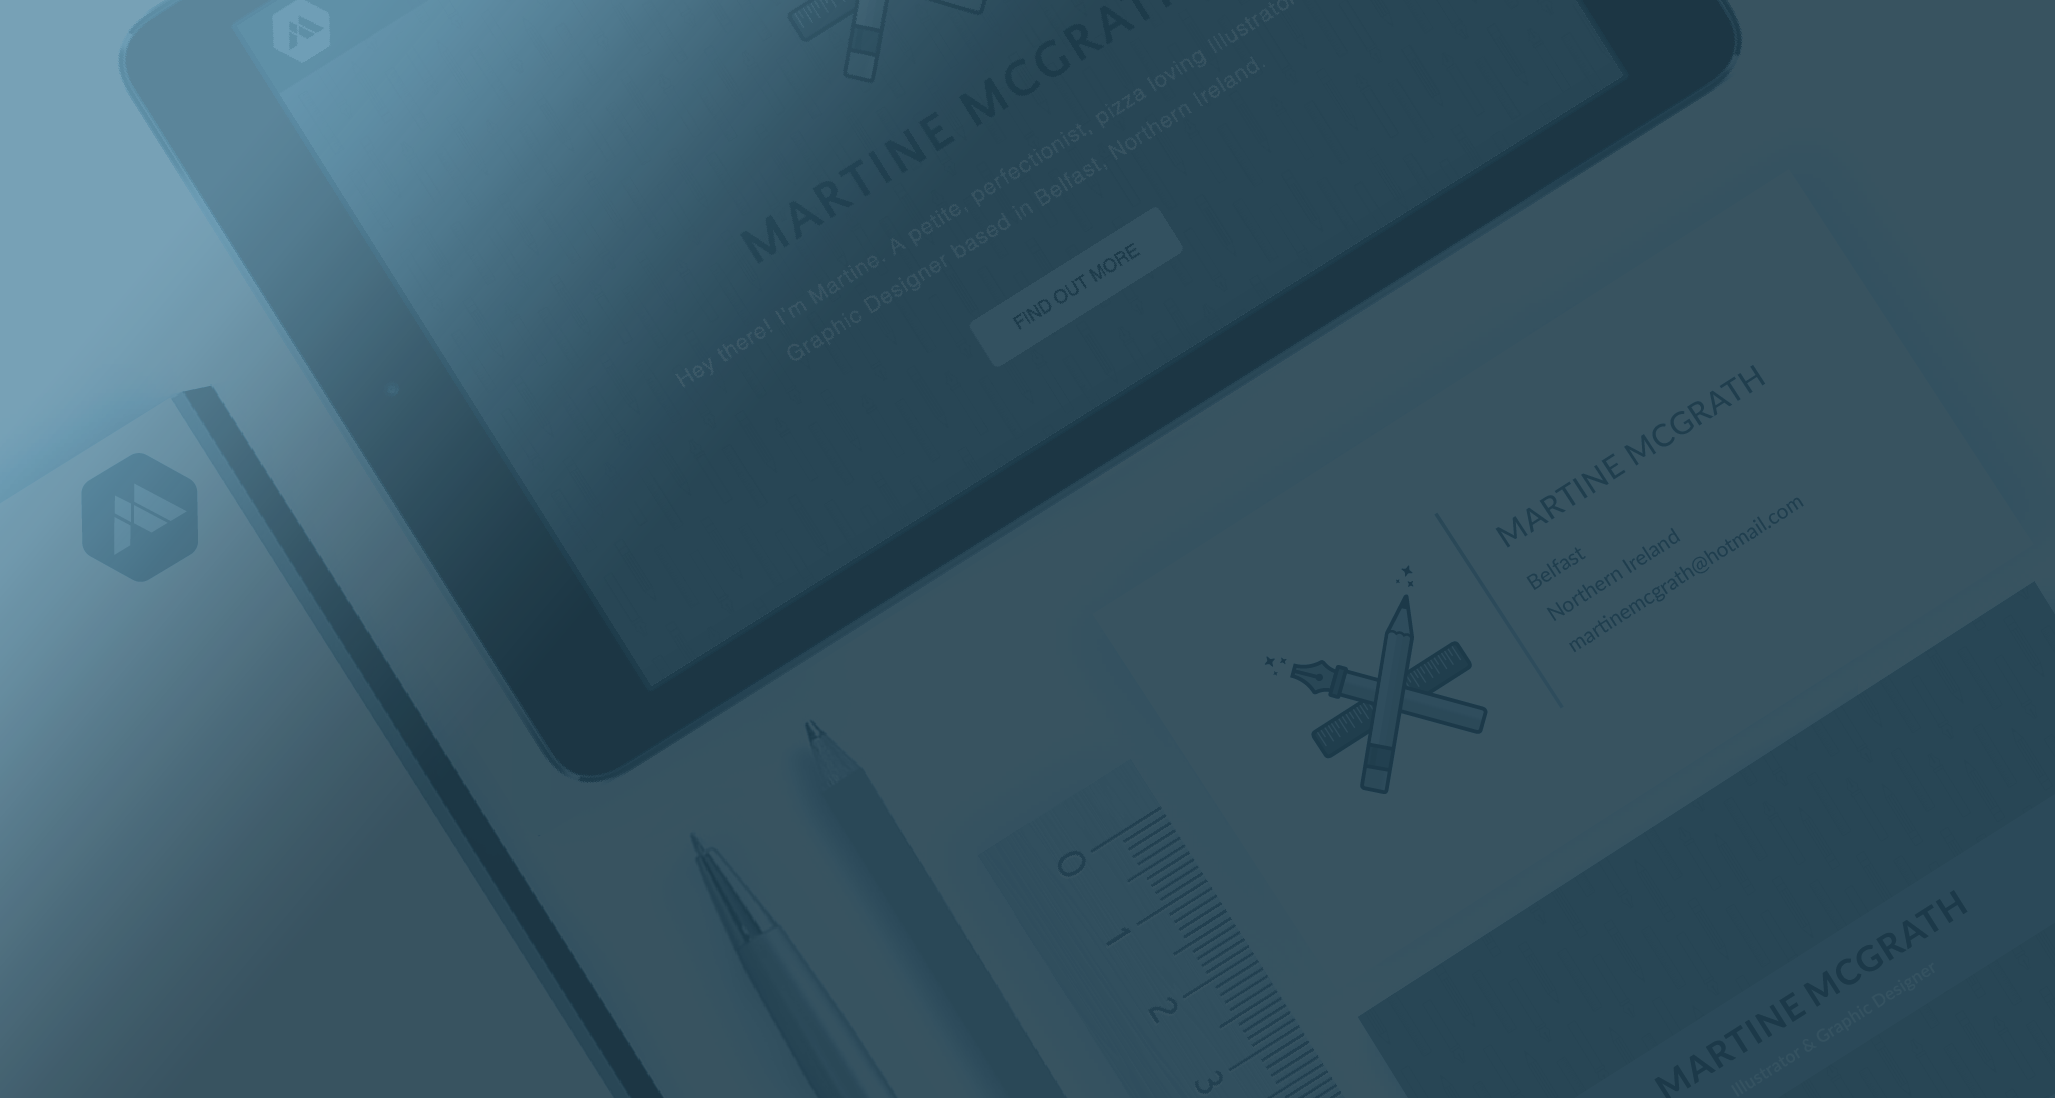 MARTINE MCGRATH
Hey there! I'm Martine. A petite, perfectionist, pizza loving Illustrator
Graphic Designer based in Belfast, Northern Ireland.
FIND OUT MORE
MARTINE MCGRATH
Belfast
Northern Ireland
martinemcgrath@hotmail.com
0
1
2
3
MARTINE MCGRATH
Illustrator & Graphic Designer